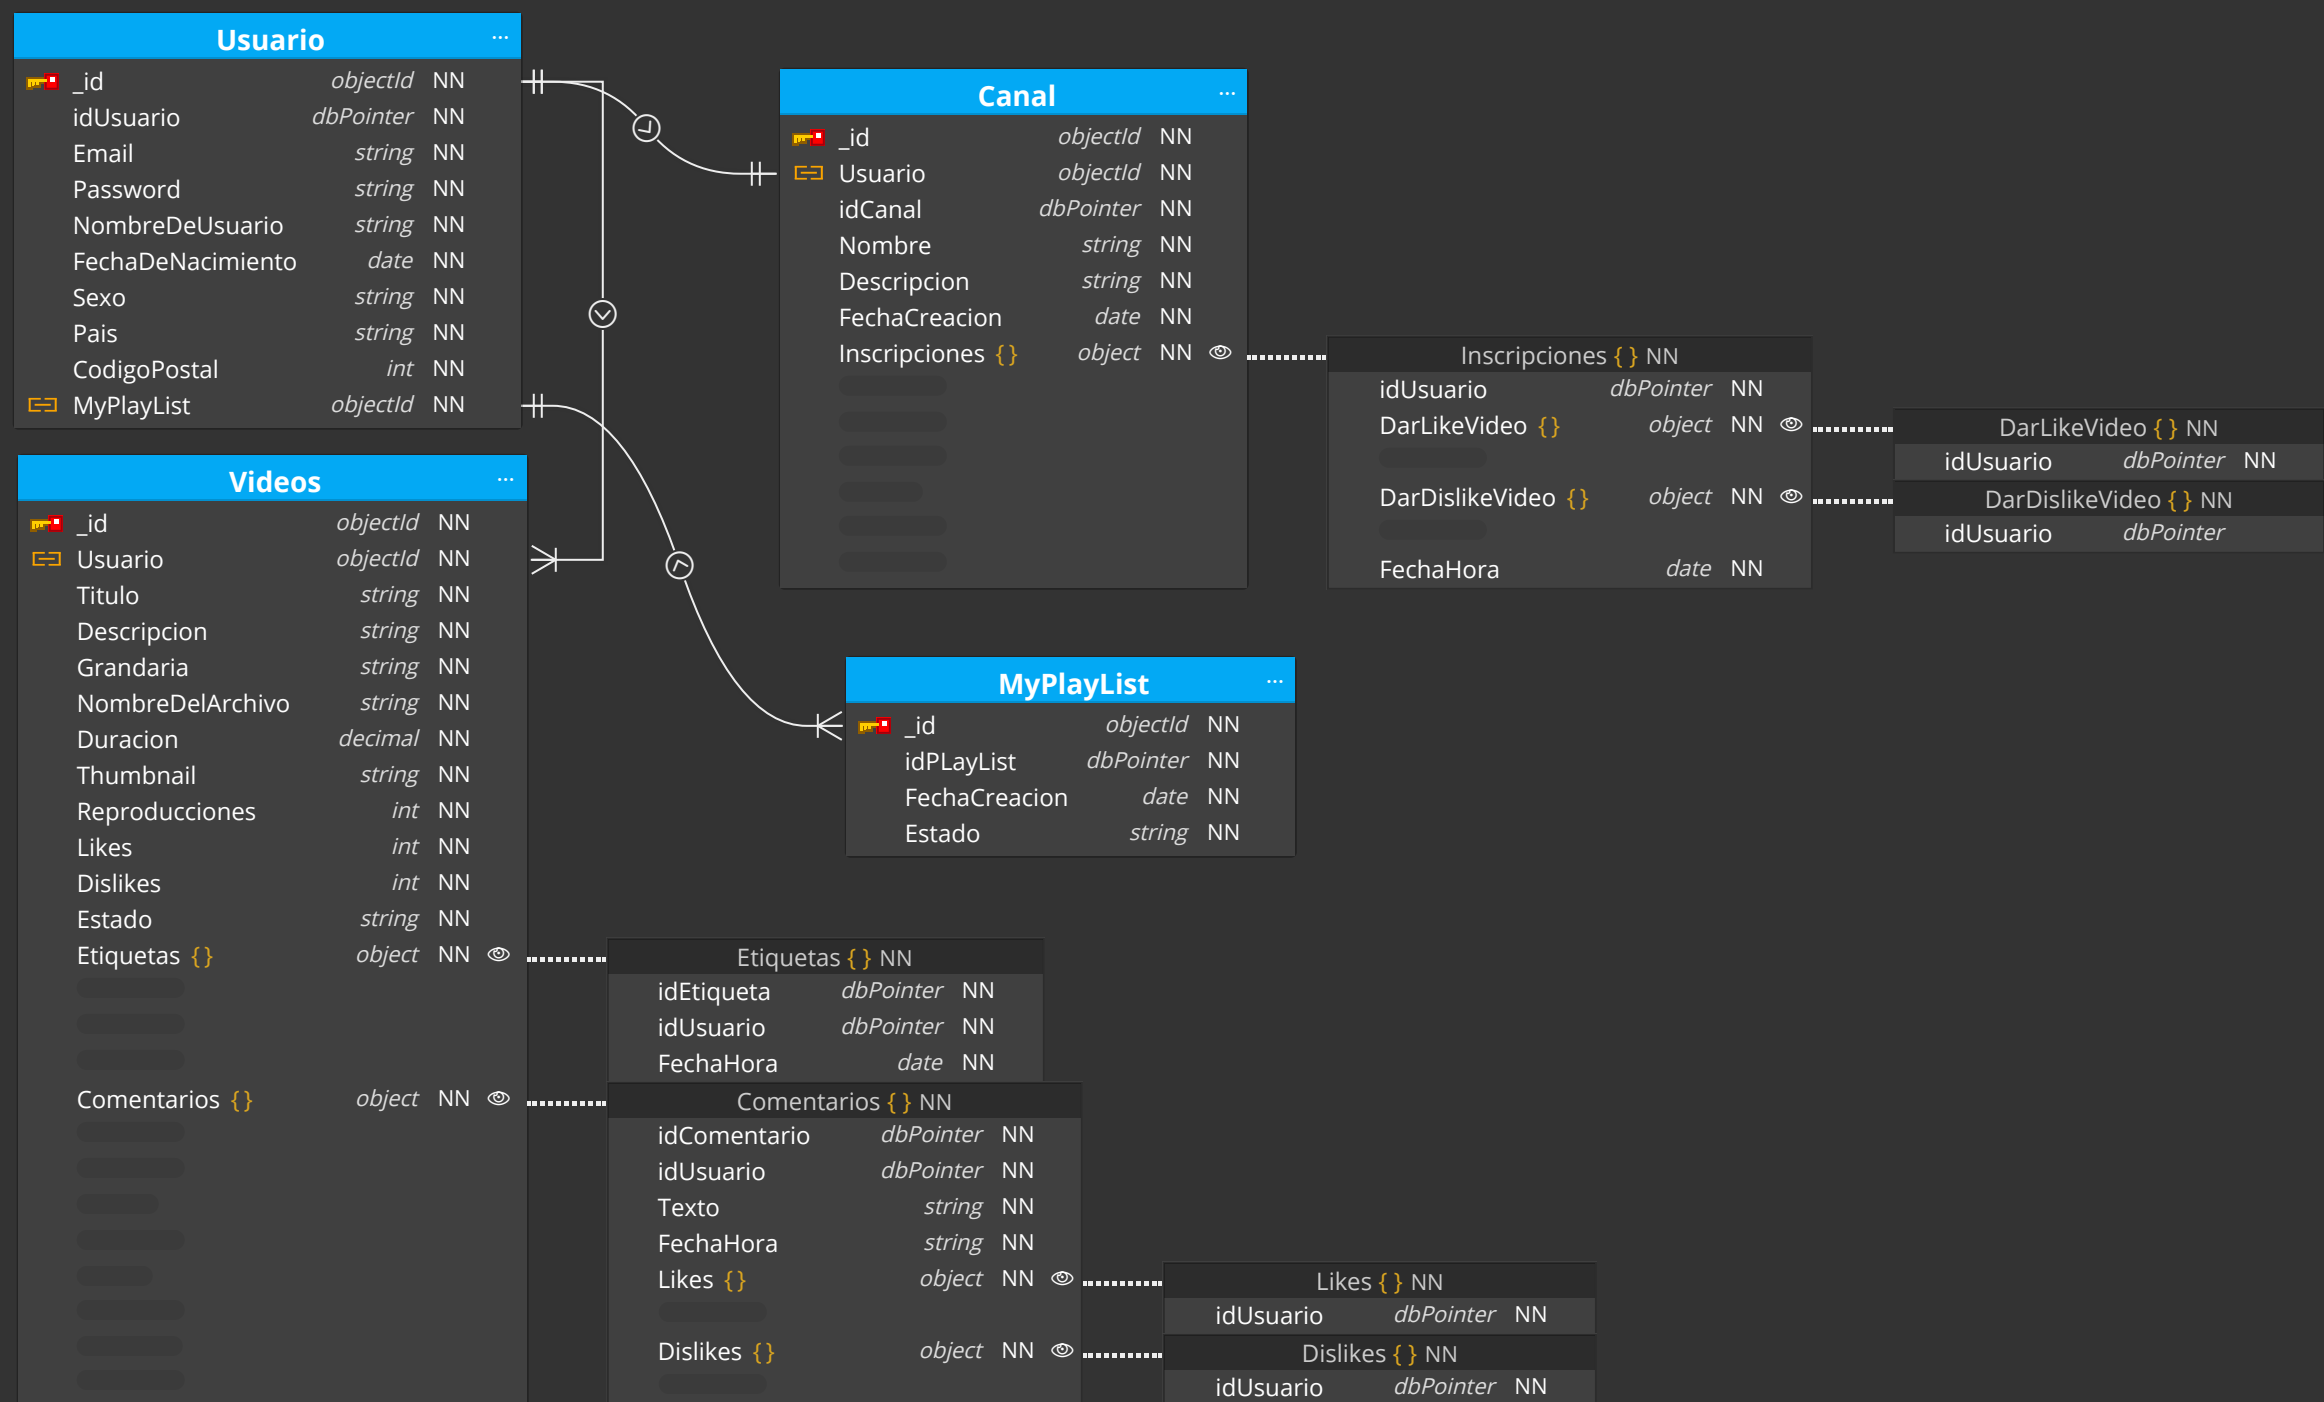 Usuario ...
_id objectId NN
idUsuario dbPointer NN
Email string NN
Password string NN
NombreDeUsuario string NN
FechaDeNacimiento date NN
Sexo string NN
Pais string NN
CodigoPostal int NN
MyPlayList objectId NN
Canal ...
_id objectId NN
Usuario objectId NN
idCanal dbPointer NN
Nombre string NN
Descripcion string NN
FechaCreacion date NN
Inscripciones {} object NN
Inscripciones {} NN
idUsuario dbPointer NN
DarLikeVideo {} object NN
DarDislikeVideo {} object NN
FechaHora date NN
DarLikeVideo {} NN
idUsuario dbPointer NN
DarDislikeVideo {} NN
idUsuario dbPointer
Videos ...
_id objectId NN
Usuario objectId NN
Titulo string NN
Descripcion string NN
Grandaria string NN
NombreDelArchivo string NN
Duracion decimal NN
Thumbnail string NN
Reproducciones int NN
Likes int NN
Dislikes int NN
Estado string NN
Etiquetas {} object NN
Comentarios {} object NN
MyPlayList ...
_id objectId NN
idPLayList dbPointer NN
FechaCreacion date NN
Estado string NN
Etiquetas {} NN
idEtiqueta dbPointer NN
idUsuario dbPointer NN
FechaHora date NN
Comentarios {} NN
idComentario dbPointer NN
idUsuario dbPointer NN
Texto string NN
FechaHora string NN
Likes {} object NN
Dislikes {} object NN
Likes {} NN
idUsuario dbPointer NN
Dislikes {} NN
idUsuario dbPointer NN